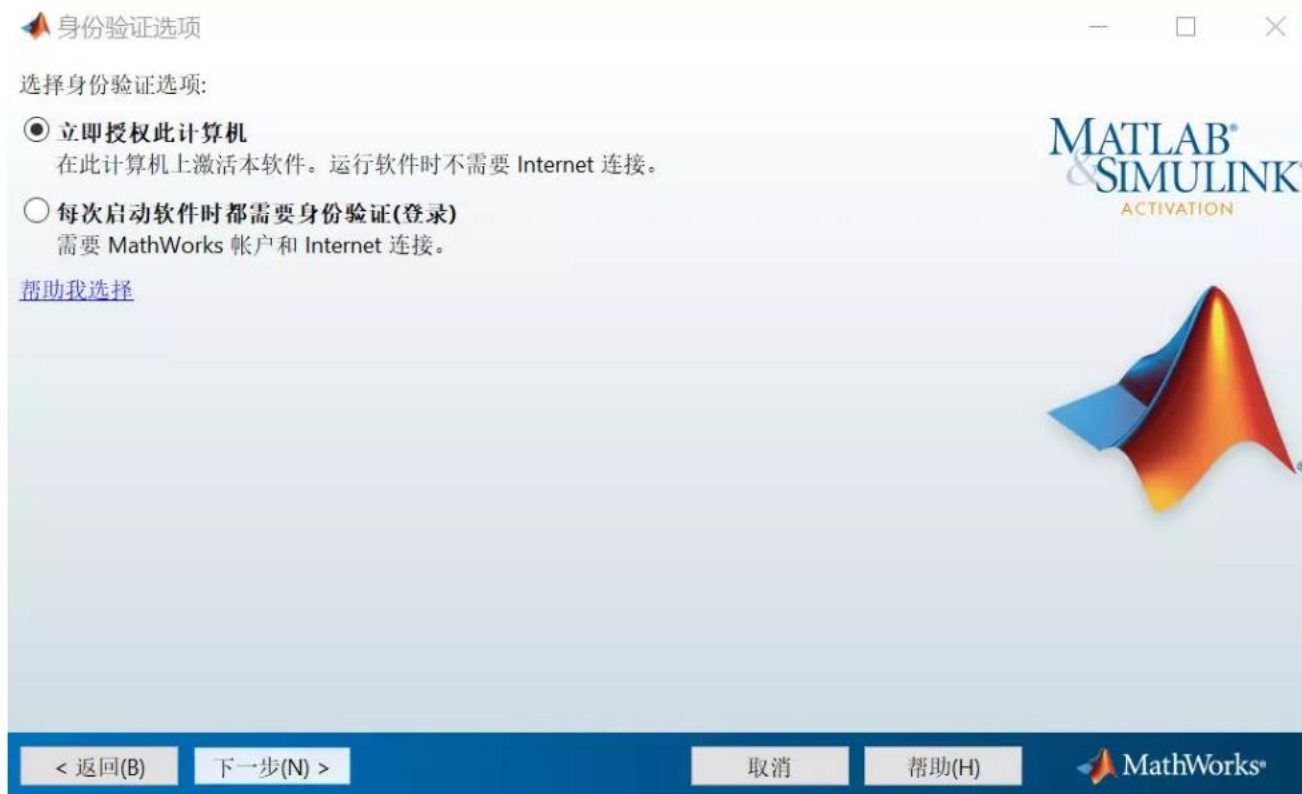 身份验证选项
选择身份验证选项:
立即授权此计算机
在此计算机上激活本软件。运行软件时不需要 Internet 连接。
每次启动软件时都需要身份验证(登录)
需要 MathWorks 帐户和 Internet 连接。
帮助我选择
MATLAB®
&SIMULINK®
ACTIVATION
< 返回(B)
下一步(N) >
取消
帮助(H)
MathWorks®